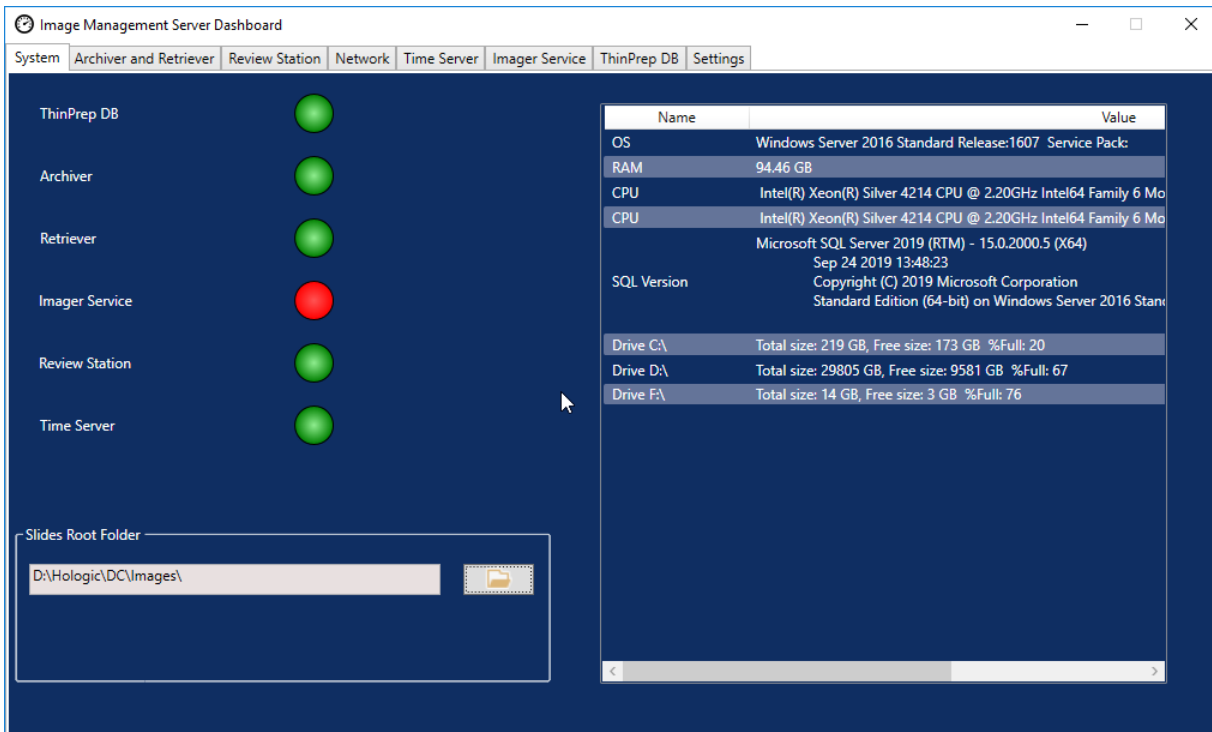 Image Management Server Dashboard
System Archiver and Retriever Review Station Network Time Server Imager Service ThinPrep DB Settings
ThinPrep DB
Archiver
Retriever
Imager Service
Review Station
Time Server
Slides Root Folder
D:\Hologic\DC\Images\
Name Value
OS Windows Server 2016 Standard Release:1607 Service Pack:
RAM 94.46 GB
CPU Intel(R) Xeon(R) Silver 4214 CPU @ 2.20GHz Intel64 Family 6 Mo
CPU Intel(R) Xeon(R) Silver 4214 CPU @ 2.20GHz Intel64 Family 6 Mo
SQL Version Microsoft SQL Server 2019 (RTM) - 15.0.2000.5 (X64)
Sep 24 2019 13:48:23
Copyright (C) 2019 Microsoft Corporation
Standard Edition (64-bit) on Windows Server 2016 Stan
Drive C:\ Total size: 219 GB, Free size: 173 GB %Full: 20
Drive D:\ Total size: 29805 GB, Free size: 9581 GB %Full: 67
Drive F:\ Total size: 14 GB, Free size: 3 GB %Full: 76